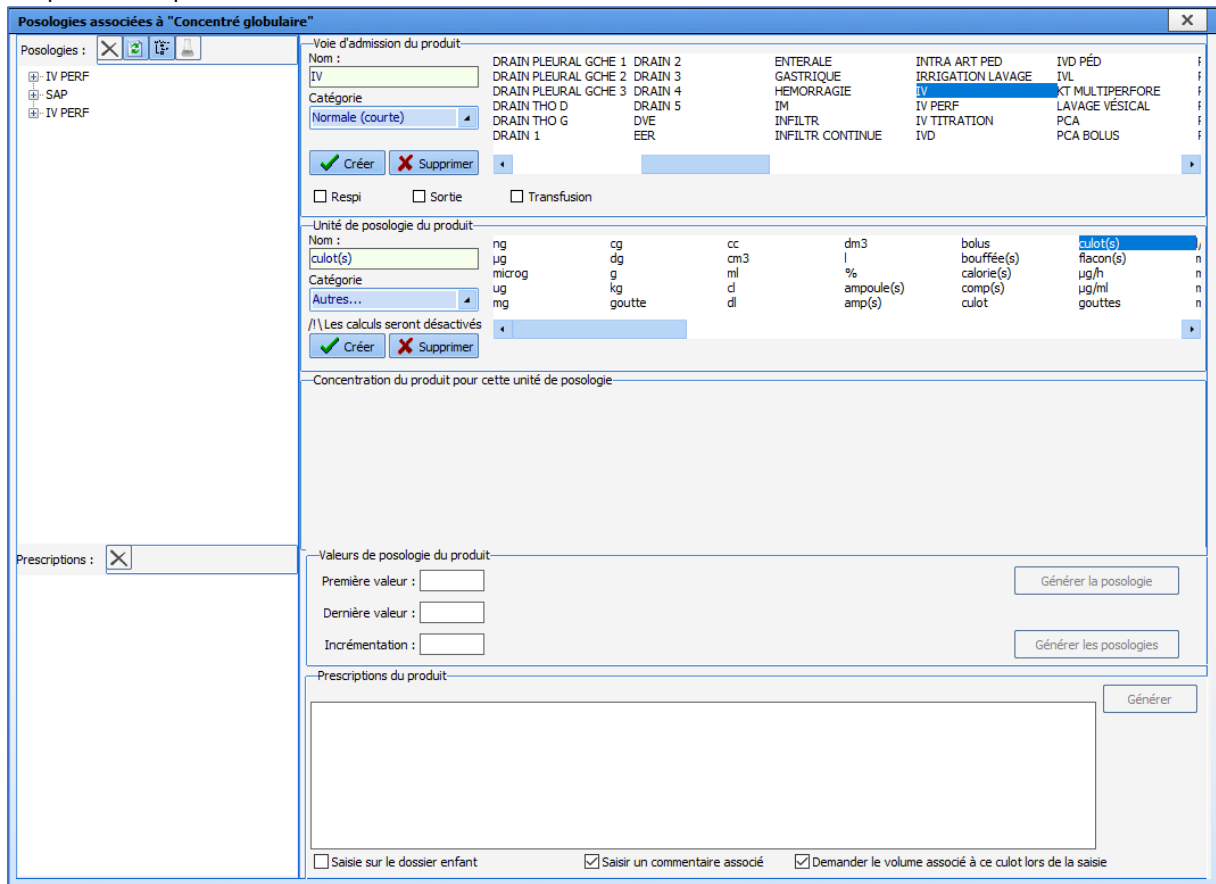 Posologies associées à "Concentré globulaire"
Posologies :
IV PERF
SAP
IV PERF
Voie d'admission du produit
Nom :
IV
Catégorie
Normale (courte)
Créer Supprimer
DRAIN PLEURAL GCHE 1 DRAIN 2 ENTERALE INTRA ART PED IVD PÉD
DRAIN PLEURAL GCHE 2 DRAIN 3 GASTRIQUE IRRIGATION LAVAGE IVL
DRAIN PLEURAL GCHE 3 DRAIN 4 HEMORRAGIE IV KT MULTIPERFORE
DRAIN THO D DRAIN 5 IM IV PERF LAVAGE VÉSICAL
DRAIN THO G DVE INFILTR IV TITRATION PCA
DRAIN 1 EER INFILTR CONTINUE IVD PCA BOLUS
Respi Sortie Transfusion
Unité de posologie du produit
Nom :
culot(s)
Catégorie
Autres...
/!\Les calculs seront désactivés
Créer Supprimer
ng cg cc dm3 bolus culot(s)
µg dg cm3 l bouffée(s) flacon(s)
microg g ml % calorie(s) µg/h
ug kg cl ampoule(s) comp(s) µg/ml
mg goutte dl amp(s) culot gouttes
Concentration du produit pour cette unité de posologie
Prescriptions :
Valeurs de posologie du produit
Première valeur : Générer la posologie
Dernière valeur :
Incrémentation : Générer les posologies
Prescriptions du produit
Générer
Saisie sur le dossier enfant Saisir un commentaire associé Demander le volume associé à ce culot lors de la saisie